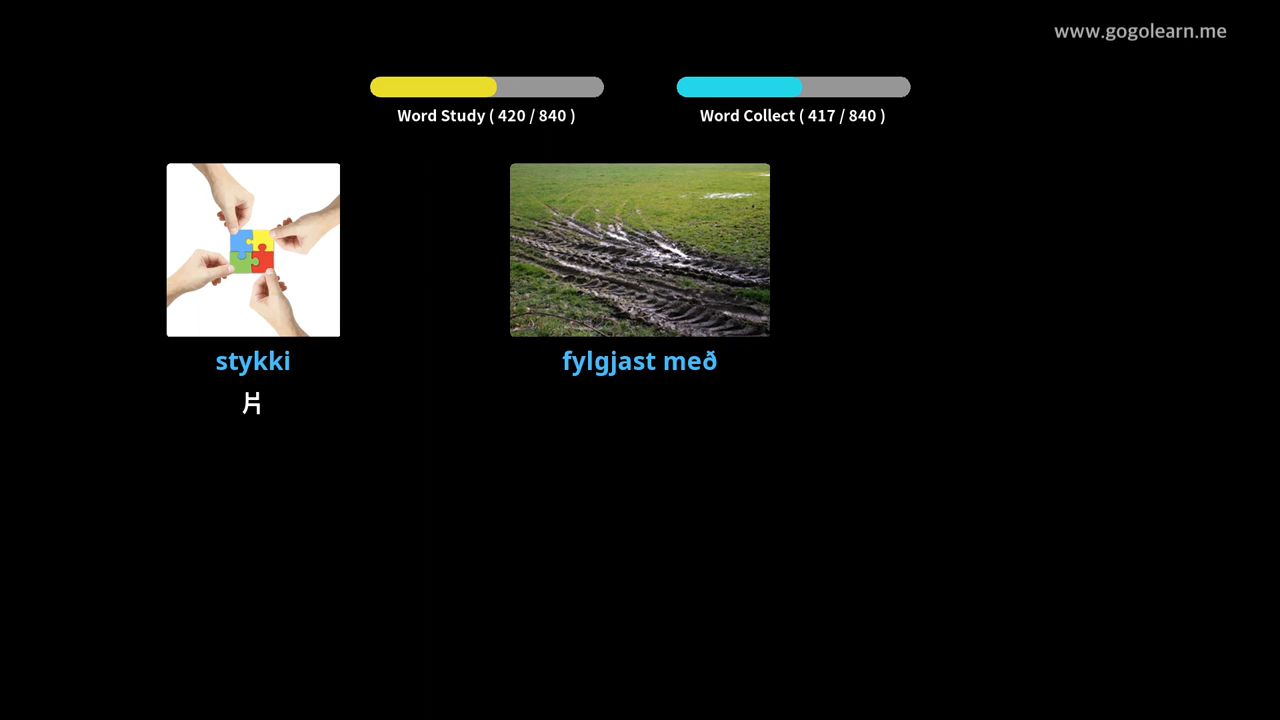 www.gogolearn.me
Word Study ( 420 / 840 )
Word Collect ( 417 / 840 )
stykki
fylgjast með
片